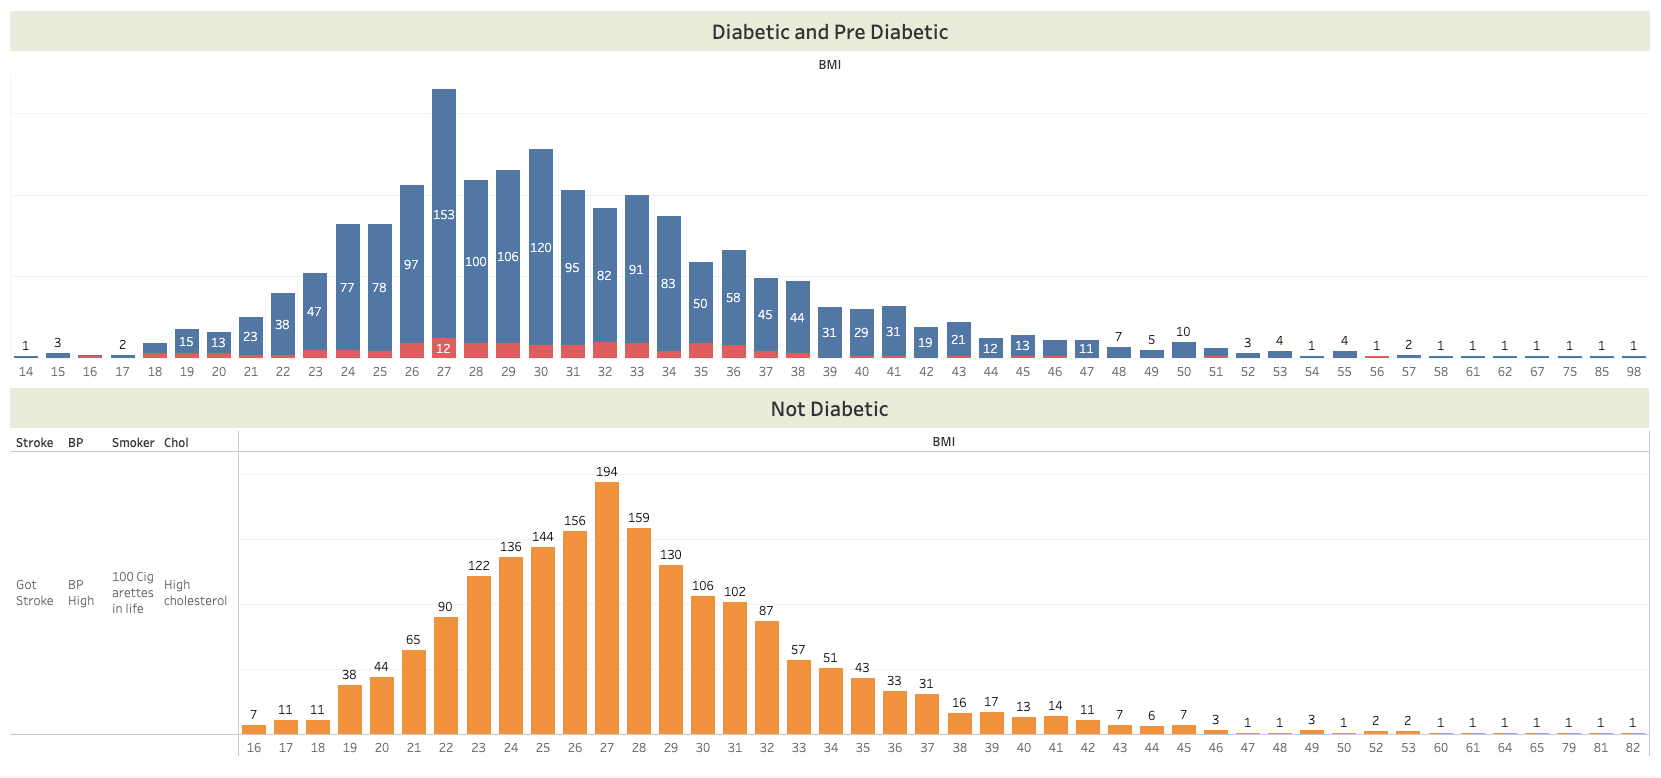 Diabetic and Pre Diabetic
BMI
1 3 2 15 13 23 38 47 77 78 97 153 12 100 106 120 95 82 91 83 50 58 45 44 31 29 31 19 21 12 13 11 7 5 10 3 4 1 4 1 2 1 1 1 1 1 1 1
14 15 16 17 18 19 20 21 22 23 24 25 26 27 28 29 30 31 32 33 34 35 36 37 38 39 40 41 42 43 44 45 46 47 48 49 50 51 52 53 54 55 56 57 58 61 62 67 75 85 98
Not Diabetic
Stroke BP Smoker Chol BMI
Got
Stroke
BP
High
100 Cig
arettes
in life
High
cholesterol
7 11 11 38 44 65 90 122 136 144 156 194 159 130 106 102 87 57 51 43 33 31 16 17 13 14 11 7 6 7 3 1 1 3 1 2 2 1 1 1 1 1 1 1
16 17 18 19 20 21 22 23 24 25 26 27 28 29 30 31 32 33 34 35 36 37 38 39 40 41 42 43 44 45 46 47 48 49 50 52 53 60 61 64 65 79 81 82